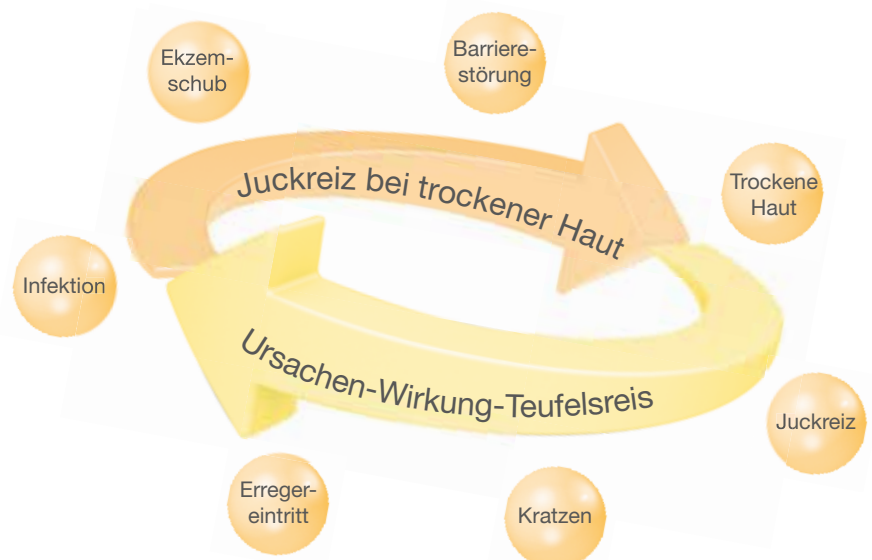 Ekzem-
schub
Barriere-
störung
Trockene
Haut
Juckreiz bei trockener Haut
Infektion
Ursachen-Wirkung-Teufelsreis
Juckreiz
Erreger-
eintritt
Kratzen